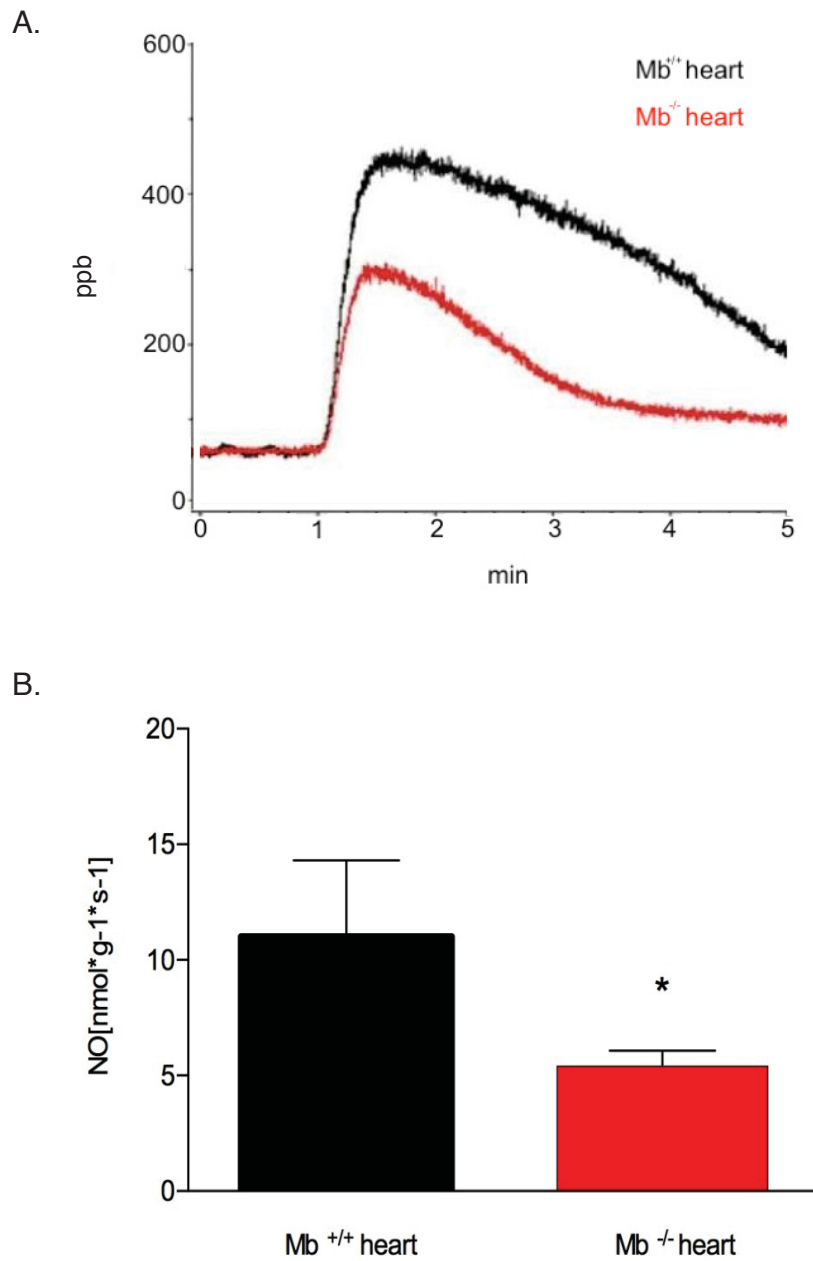 A.
600
400
200
0
ppb
Mb+/+ heart
Mb-/- heart
0 1 2 3 4 5
min
B.
20
15
10
5
0
NO[nmol*g-1*s-1]
*
Mb +/+ heart
Mb -/- heart